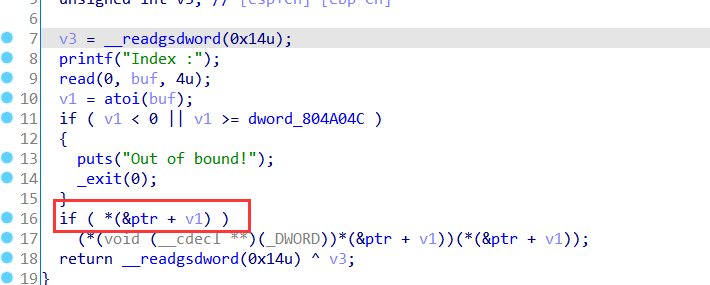 unsigned int v3; // [esp+Ch] [ebp-Ch]
6
7 v3 = __readgsdword(0x14u);
8 printf("Index :");
9 read(0, buf, 4u);
10 v1 = atoi(buf);
11 if ( v1 < 0 || v1 >= dword_804A04C )
12 {
13 puts("Out of bound!");
14 _exit(0);
15 }
16 if ( *(&ptr + v1) )
17 (*(void (__cdecl **)(_DWORD))*(&ptr + v1))(*(&ptr + v1));
18 return __readgsdword(0x14u) ^ v3;
19 }